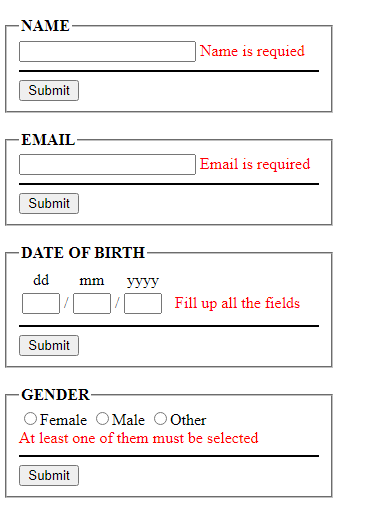 NAME
Name is requied
Submit
EMAIL
Email is required
Submit
DATE OF BIRTH
dd mm yyyy
/ / Fill up all the fields
Submit
GENDER
Female Male Other
At least one of them must be selected
Submit